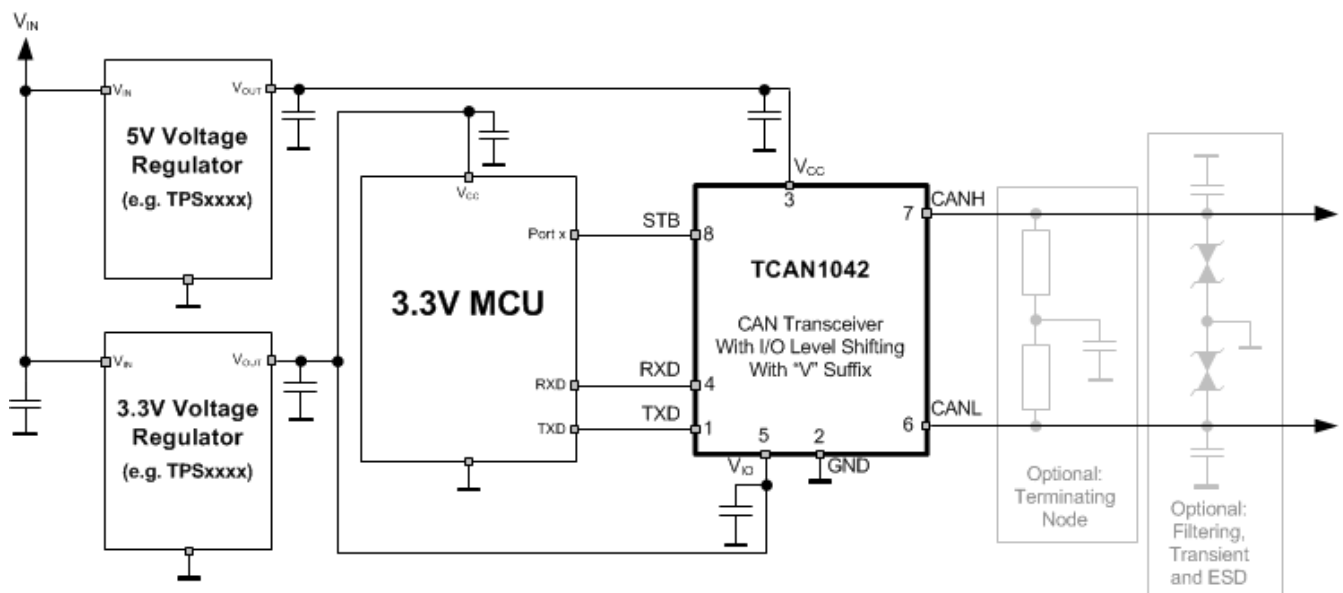 VIN
VIN
VOUT
5V Voltage
Regulator
(e.g. TPSxxxx)
VIN
VOUT
3.3V Voltage
Regulator
(e.g. TPSxxxx)
VCC
Port x
3.3V MCU
RXD
TXD
STB
RXD
TXD
VCC
3
8
7
TCAN1042
CAN Transceiver
With I/O Level Shifting
With "V" Suffix
4
1
5
2
6
VIO
GND
CANH
CANL
Optional:
Terminating
Node
Optional:
Filtering,
Transient
and ESD